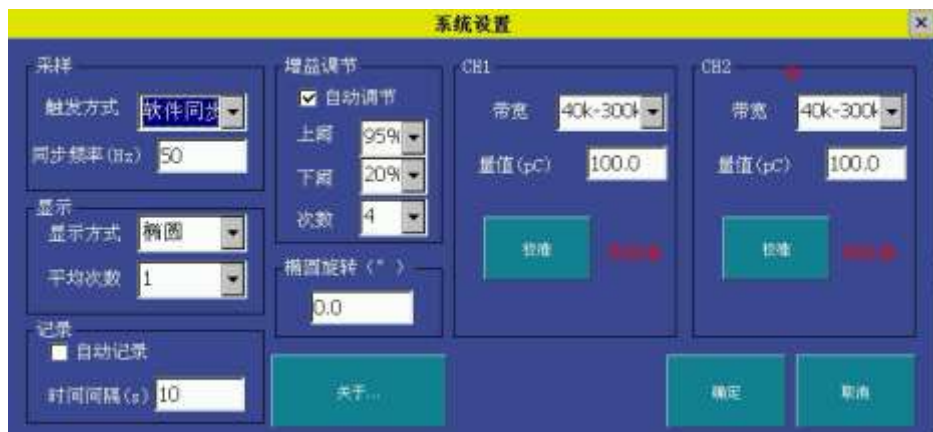 系统设置
采样
触发方式 软件同步
同步频率(Hz) 50
显示
显示方式 椭圆
平均次数 1
记录
自动记录
时间间隔(s) 10
增益调节
自动调节
上阈 95%
下阈 20%
次数 4
椭圆旋转(°)
0.0
关于...
CH1
带宽 40k-300k
量值(pC) 100.0
校准
CH2
带宽 40k-300k
量值(pC) 100.0
校准
确定
取消